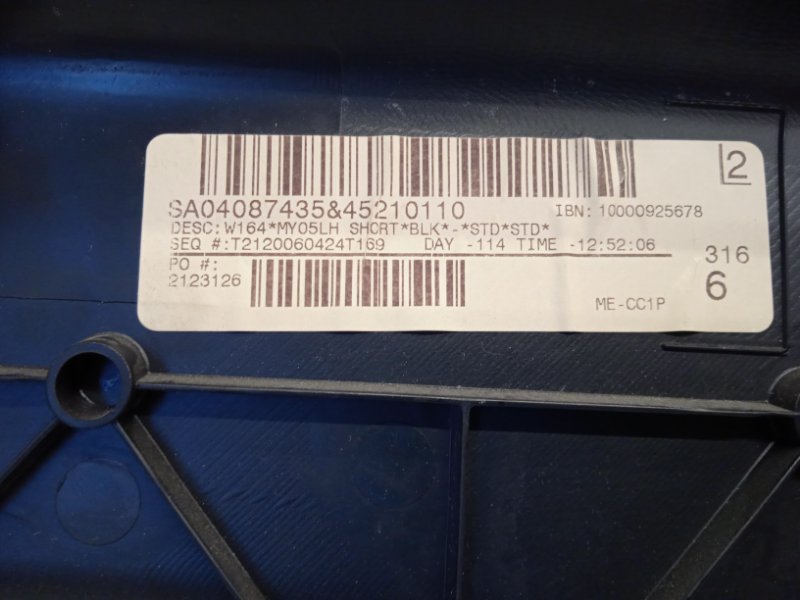 2
SA04087435&45210110 IBN: 10000925678
DESC:W164*MY05LH SHORT*BLK*-*STD*STD*
SEQ #:T2120060424T169 DAY -114 TIME -12:52:06
PO #:
2123126
316
6
ME-CC1P